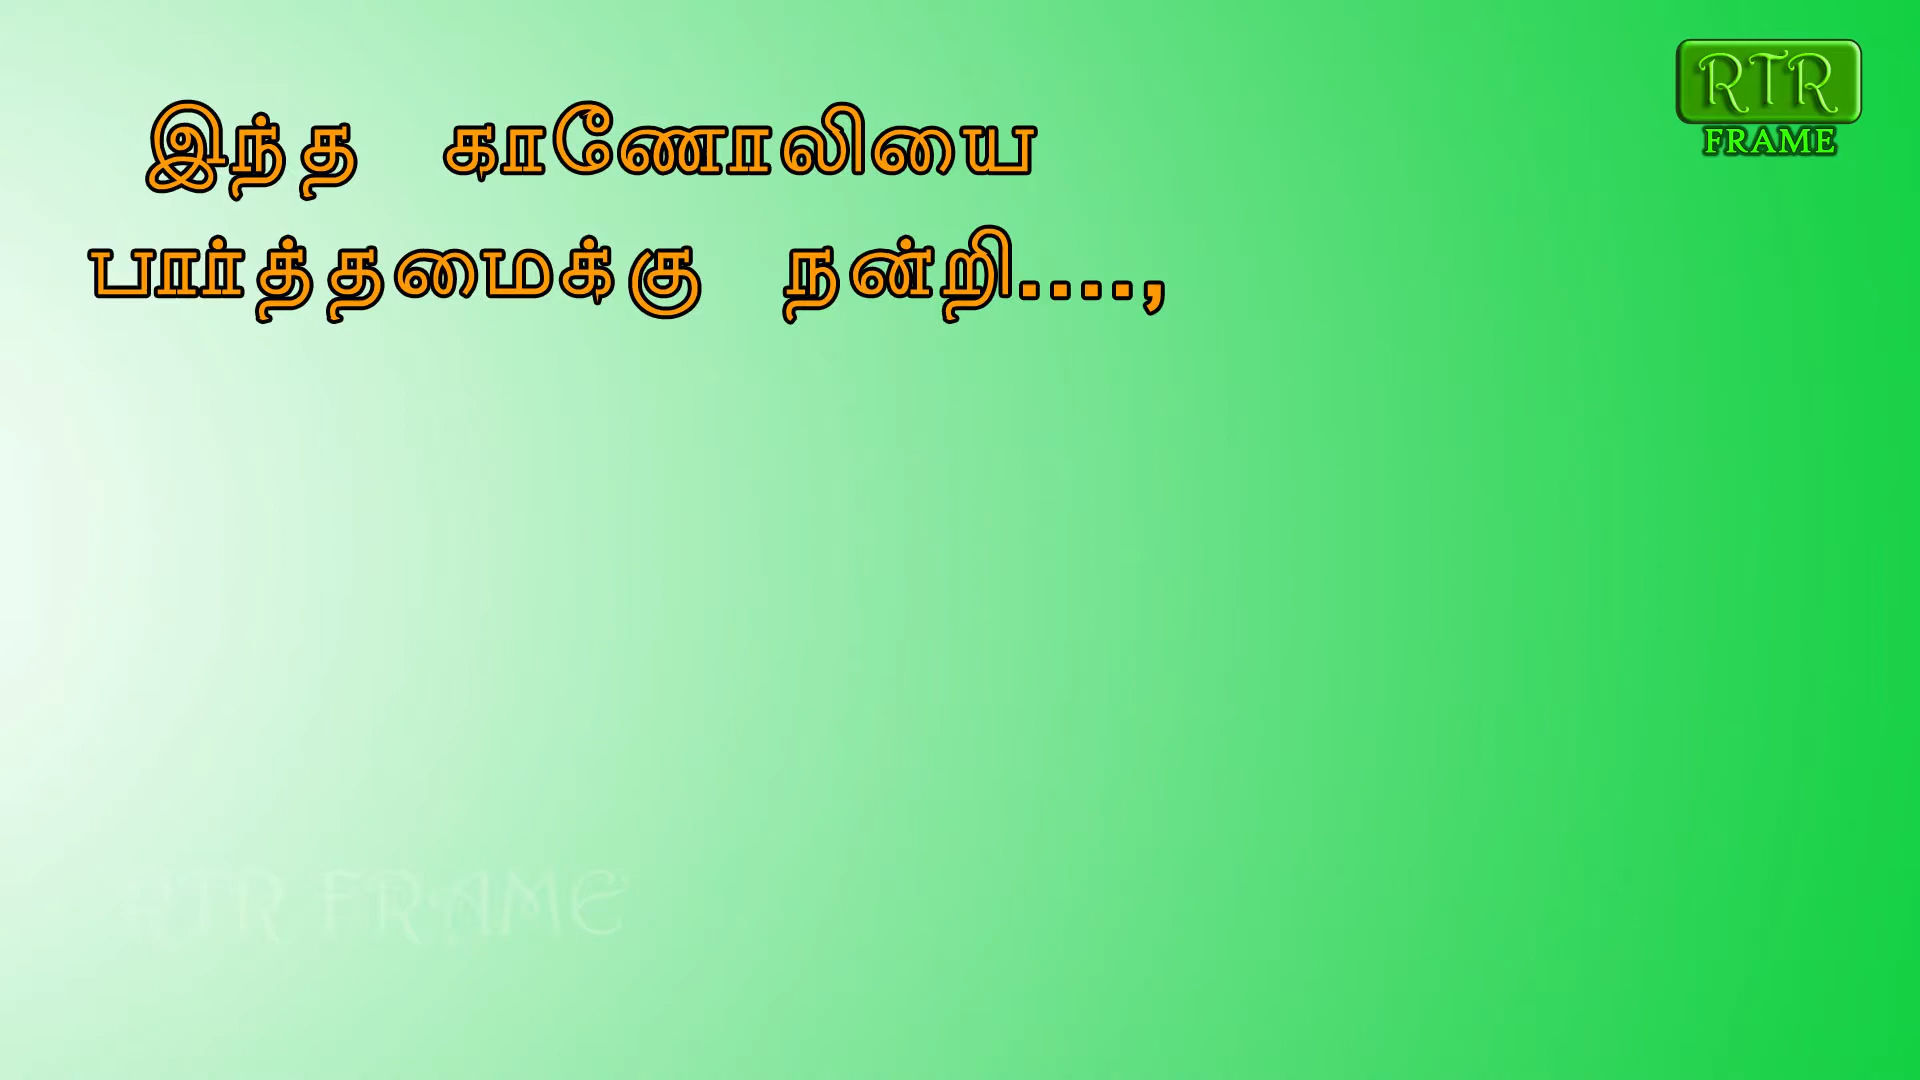 இந்த காணோலியை
பார்த்தமைக்கு நன்றி....,
RTR
FRAME
RTR FRAME